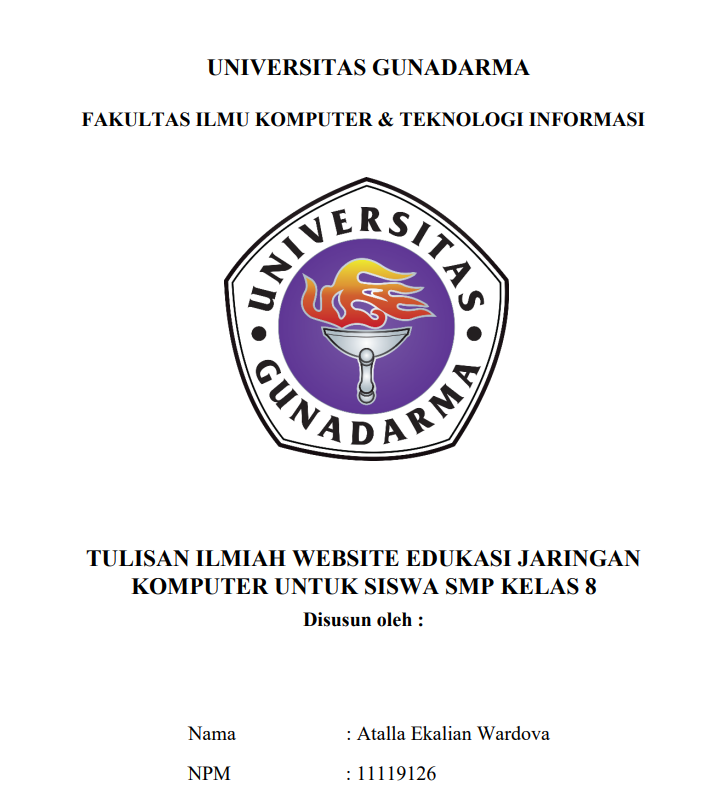 UNIVERSITAS GUNADARMA
FAKULTAS ILMU KOMPUTER & TEKNOLOGI INFORMASI
UNIVERSITAS
GUNADARMA
TULISAN ILMIAH WEBSITE EDUKASI JARINGAN
KOMPUTER UNTUK SISWA SMP KELAS 8
Disusun oleh :
Nama : Atalla Ekalian Wardova
NPM : 11119126